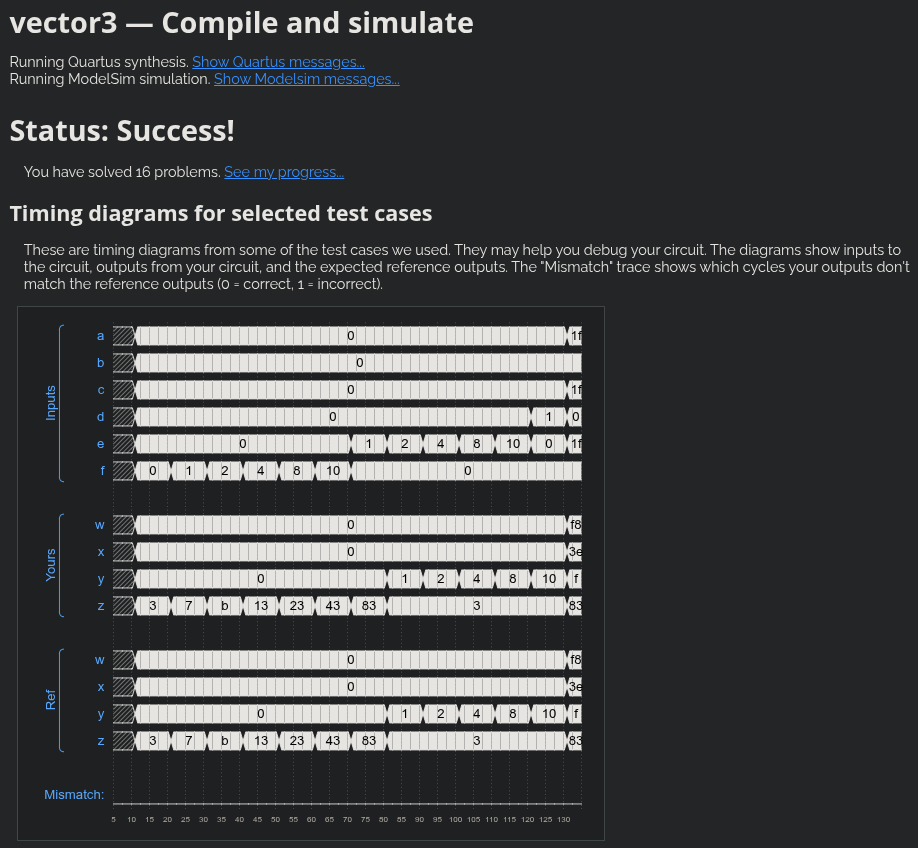 vector3 — Compile and simulate
Running Quartus synthesis. Show Quartus messages...
Running ModelSim simulation. Show Modelsim messages...
Status: Success!
You have solved 16 problems. See my progress...
Timing diagrams for selected test cases
These are timing diagrams from some of the test cases we used. They may help you debug your circuit. The diagrams show inputs to
the circuit, outputs from your circuit, and the expected reference outputs. The "Mismatch" trace shows which cycles your outputs don't
match the reference outputs (0 = correct, 1 = incorrect).
Inputs
a 0 1f
b 0
c 0 1f
d 0 1 0
e 0 1 2 4 8 10 0 1f
f 0 1 2 4 8 10 0
Yours
w 0 f8
x 0 3e
y 0 1 2 4 8 10 f
z 3 7 b 13 23 43 83 3 83
Ref
w 0 f8
x 0 3e
y 0 1 2 4 8 10 f
z 3 7 b 13 23 43 83 3 83
Mismatch:
5 10 15 20 25 30 35 40 45 50 55 60 65 70 75 80 85 90 95 100 105 110 115 120 125 130